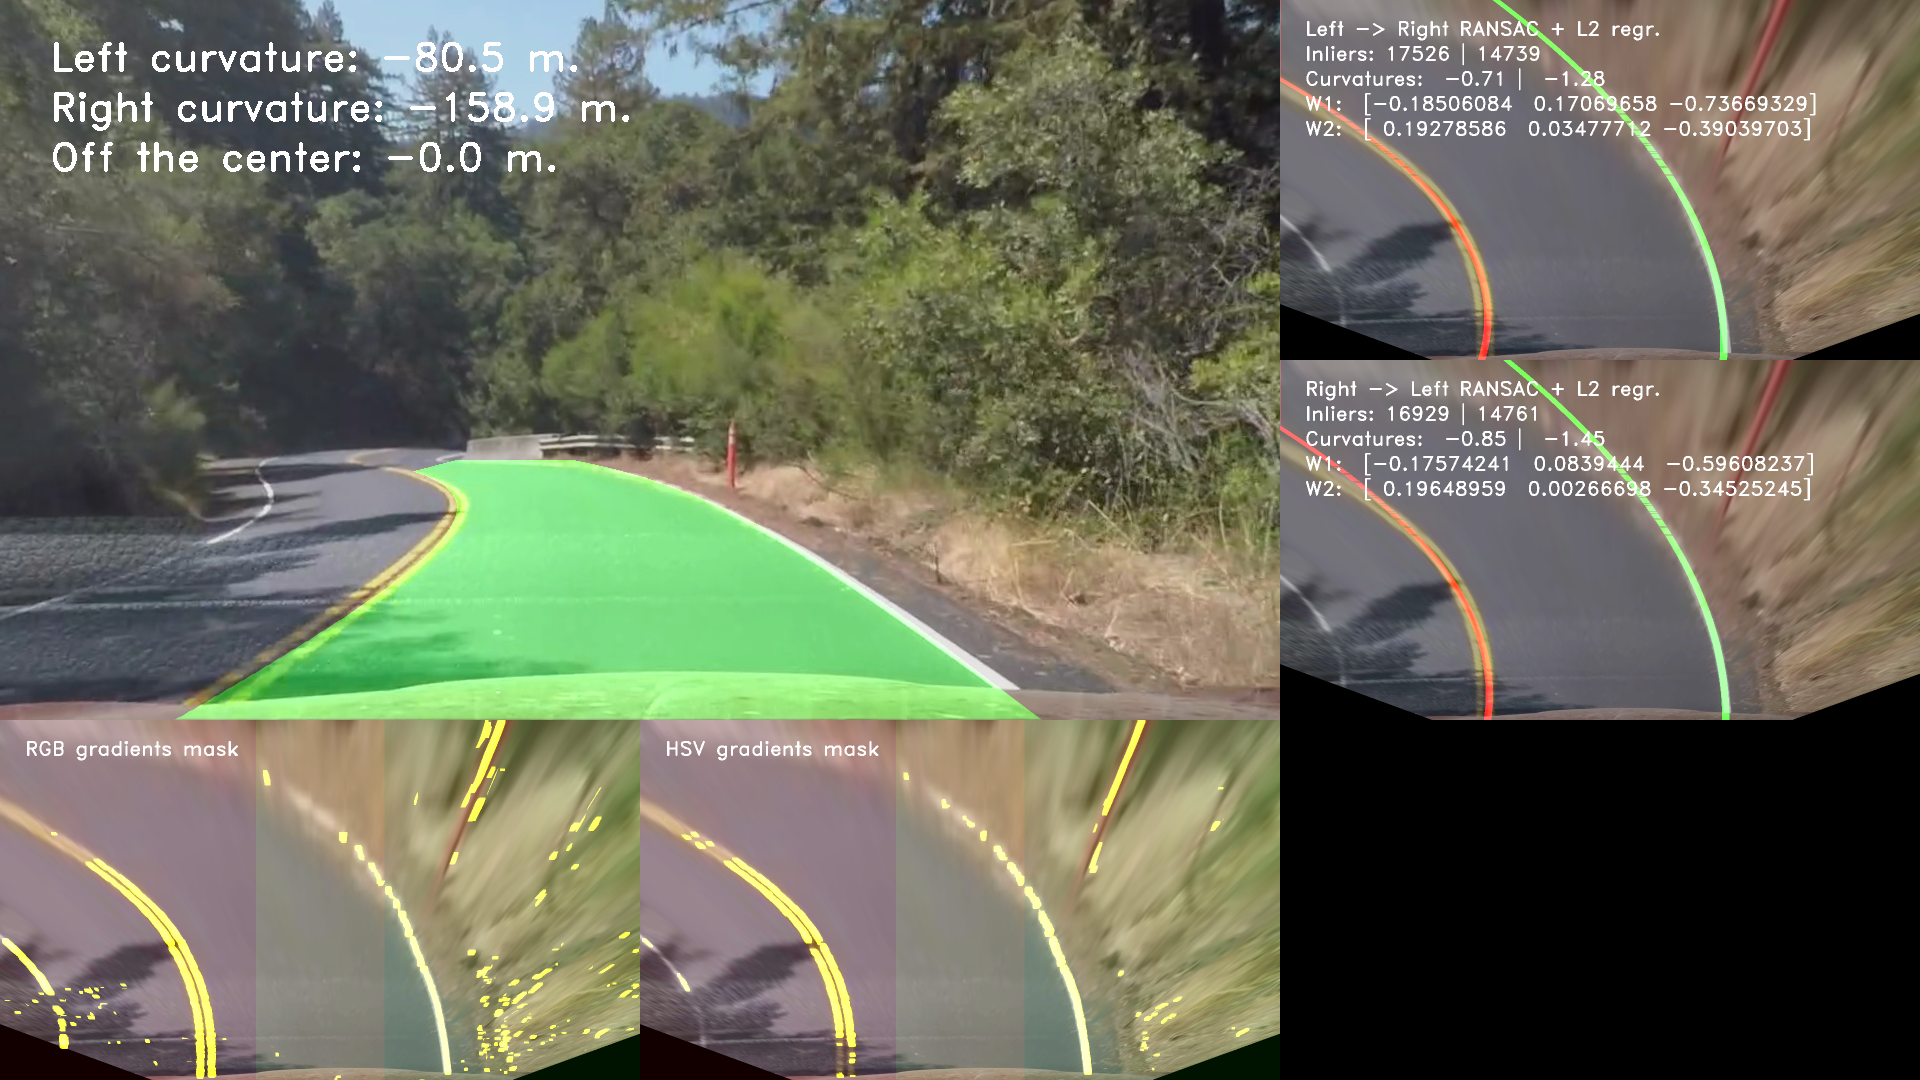 Left curvature: -80.5 m.
Right curvature: -158.9 m.
Off the center: -0.0 m.
Left -> Right RANSAC + L2 regr.
Inliers: 17526 | 14739
Curvatures: -0.71 | -1.28
W1: [-0.18506084 0.17069658 -0.73669329]
W2: [ 0.19278586 0.03477712 -0.39039703]
Right -> Left RANSAC + L2 regr.
Inliers: 16929 | 14761
Curvatures: -0.85 | -1.45
W1: [-0.17574241 0.0839444 -0.59608237]
W2: [ 0.19648959 0.00266698 -0.34525245]
RGB gradients mask
HSV gradients mask